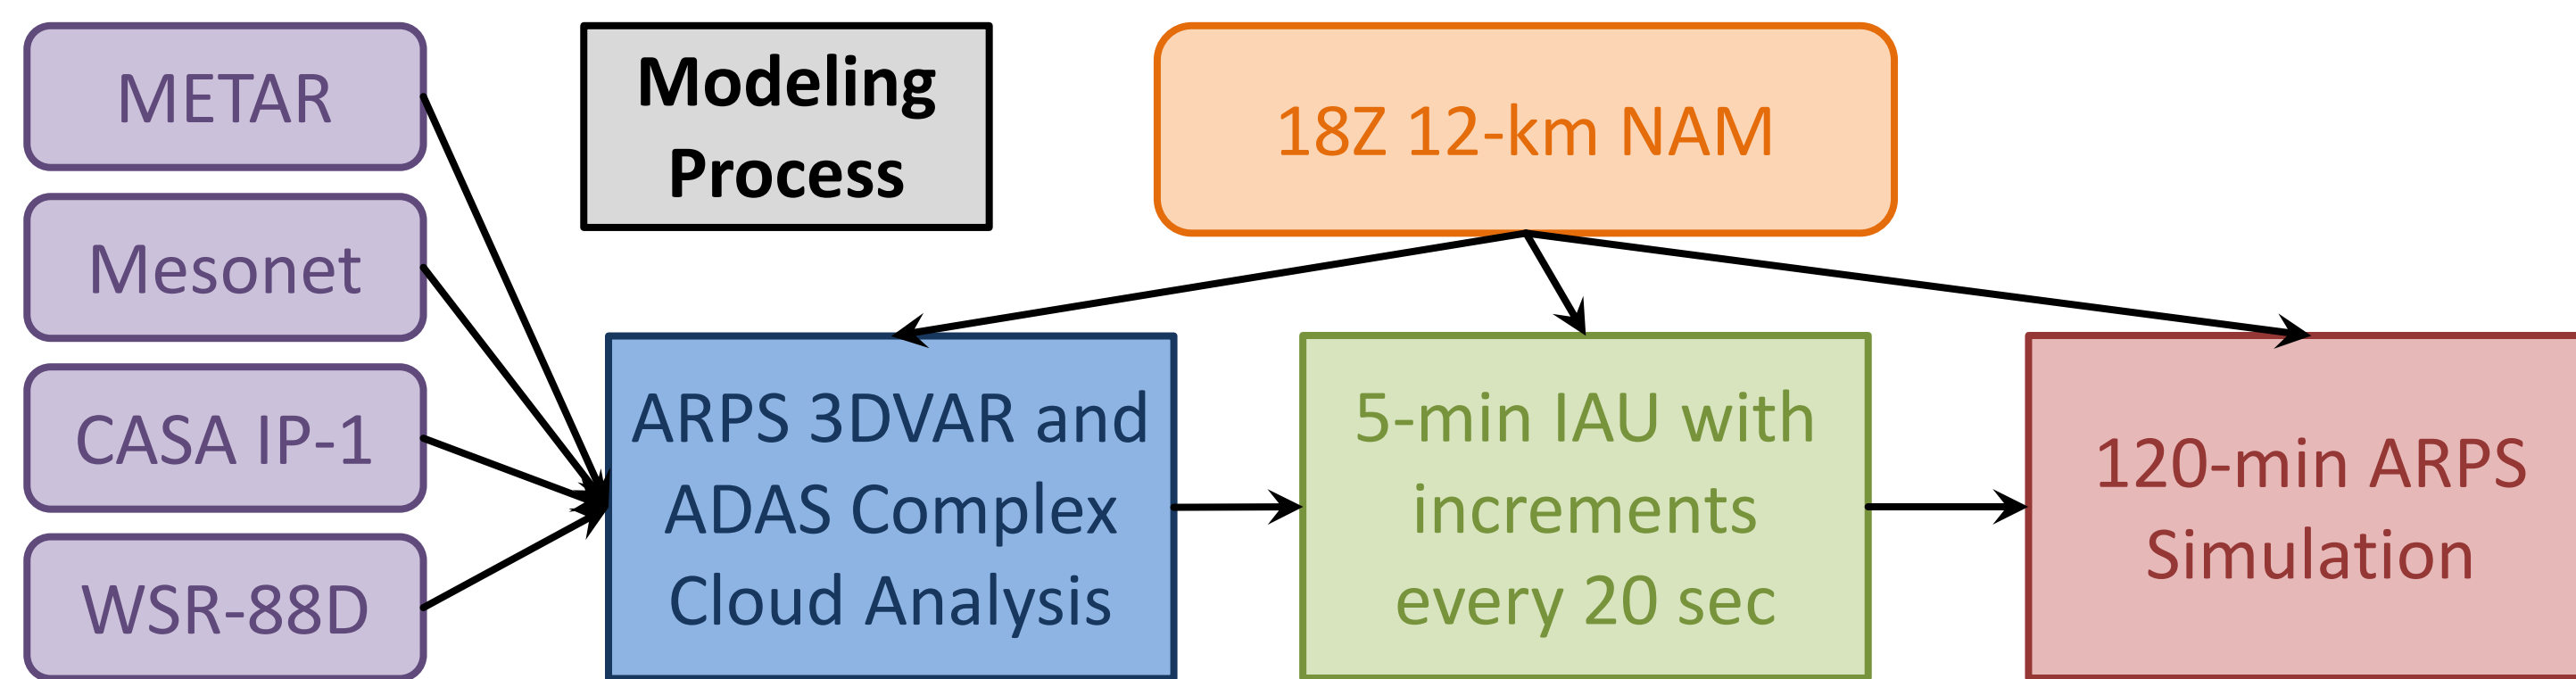 METAR
Mesonet
CASA IP-1
WSR-88D
Modeling
Process
18Z 12-km NAM
ARPS 3DVAR and
ADAS Complex
Cloud Analysis
5-min IAU with
increments
every 20 sec
120-min ARPS
Simulation